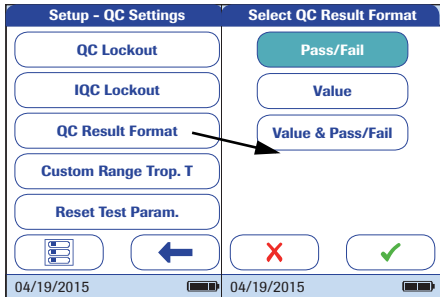 Setup - QC Settings
QC Lockout
IQC Lockout
QC Result Format
Custom Range Trop. T
Reset Test Param.
04/19/2015
Select QC Result Format
Pass/Fail
Value
Value & Pass/Fail
04/19/2015